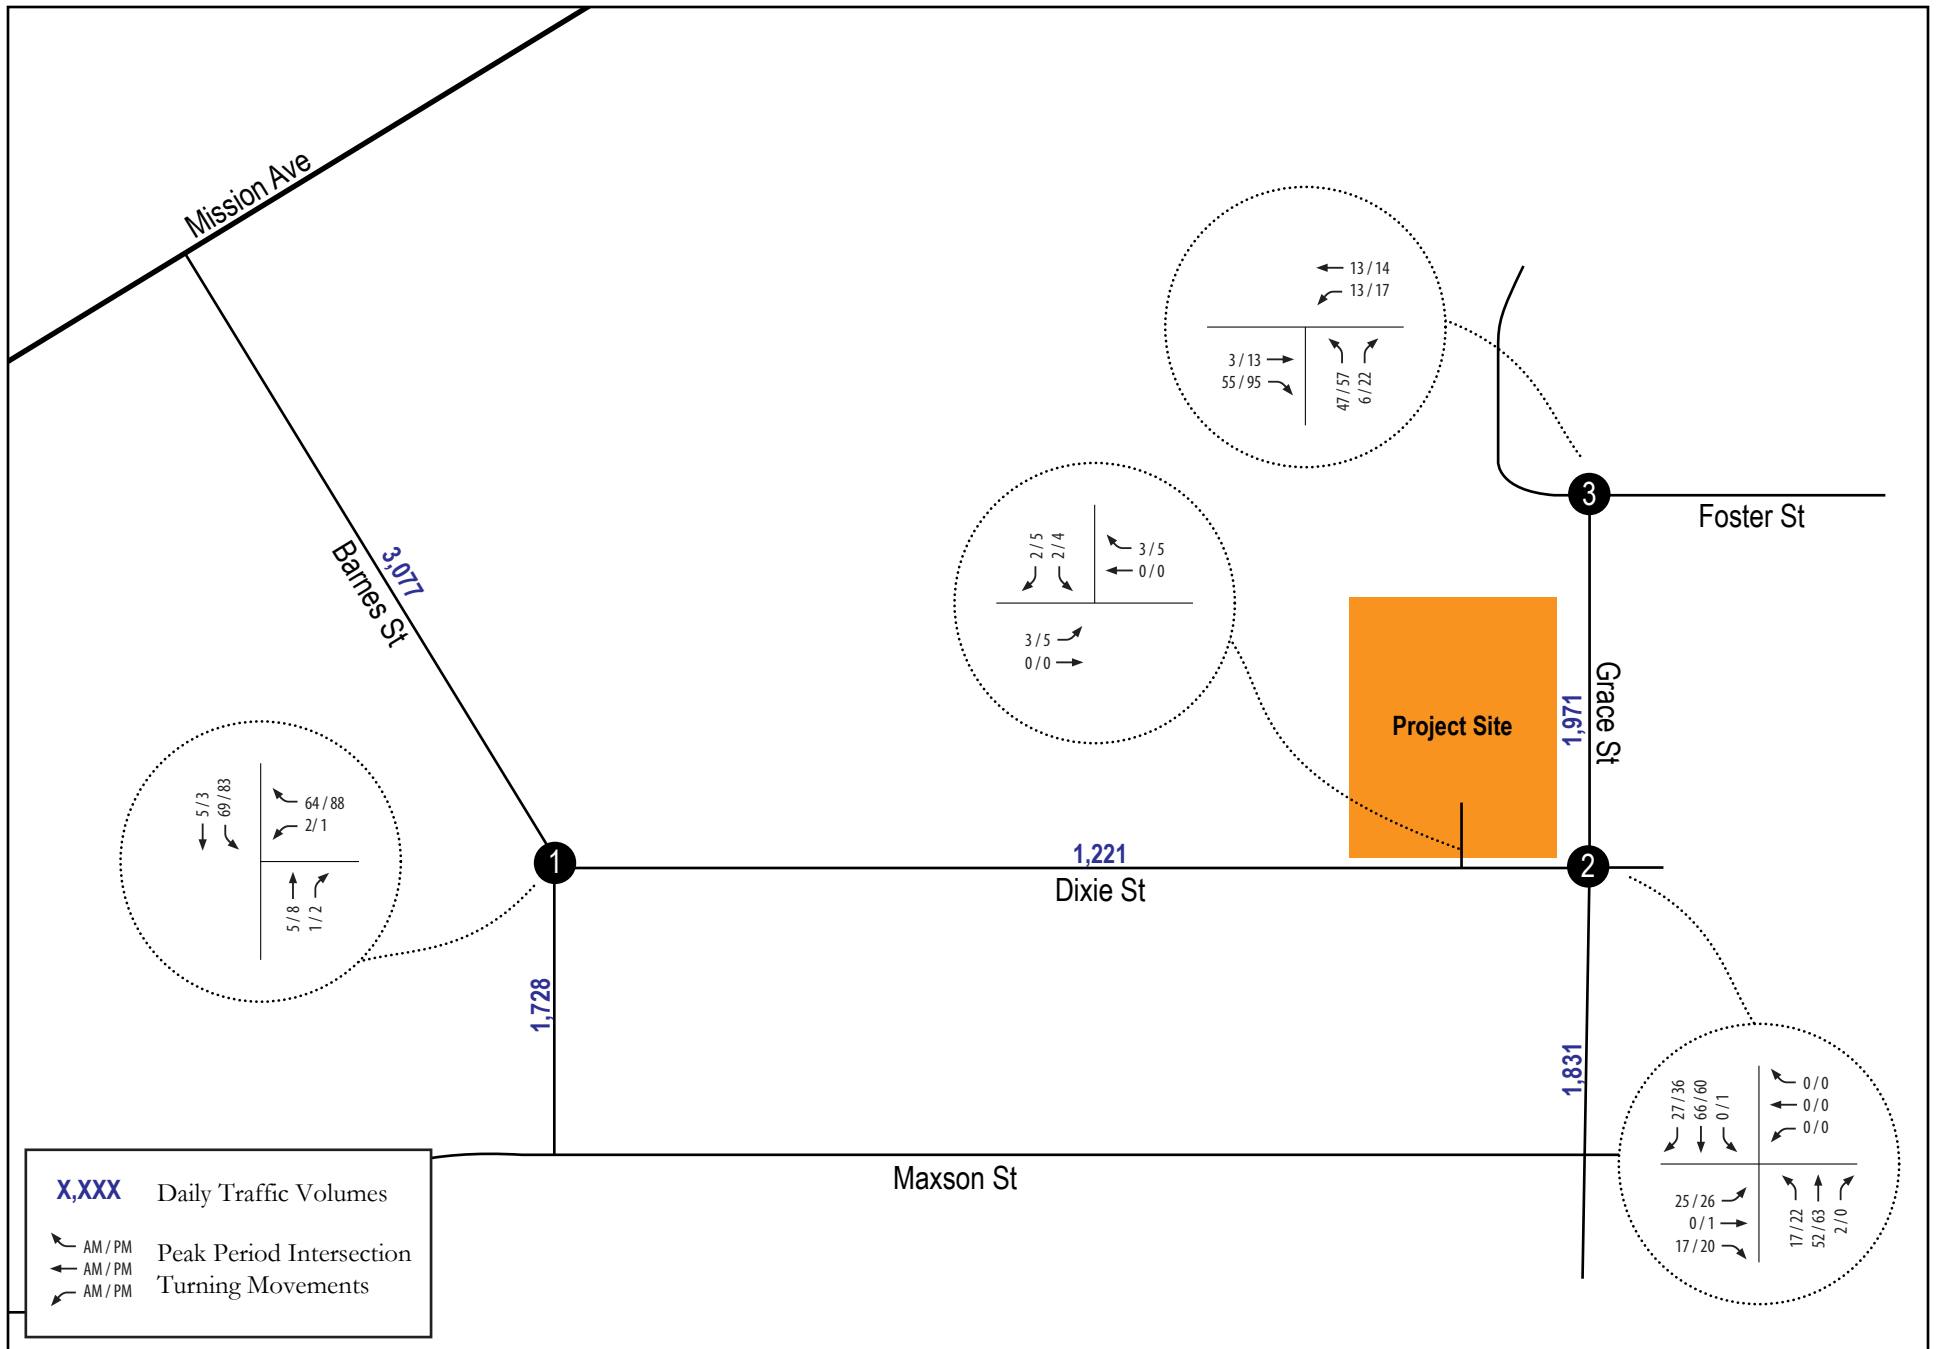 Mission Ave
Barnes St
3,077
13 / 14
13 / 17
3 / 13
55 / 95
47 / 57
6 / 22
3
Foster St
2 / 5
2 / 4
3 / 5
0 / 0
3 / 5
0 / 0
Project Site
1,971
Grace St
5 / 3
69 / 83
64 / 88
2 / 1
5 / 8
1 / 2
1
1,221
Dixie St
2
1,728
1,831
Maxson St
27 / 36
66 / 60
0 / 1
0 / 0
0 / 0
0 / 0
25 / 26
0 / 1
17 / 20
17 / 22
52 / 63
2 / 0
X,XXX Daily Traffic Volumes
AM / PM
AM / PM
AM / PM
Peak Period Intersection
Turning Movements